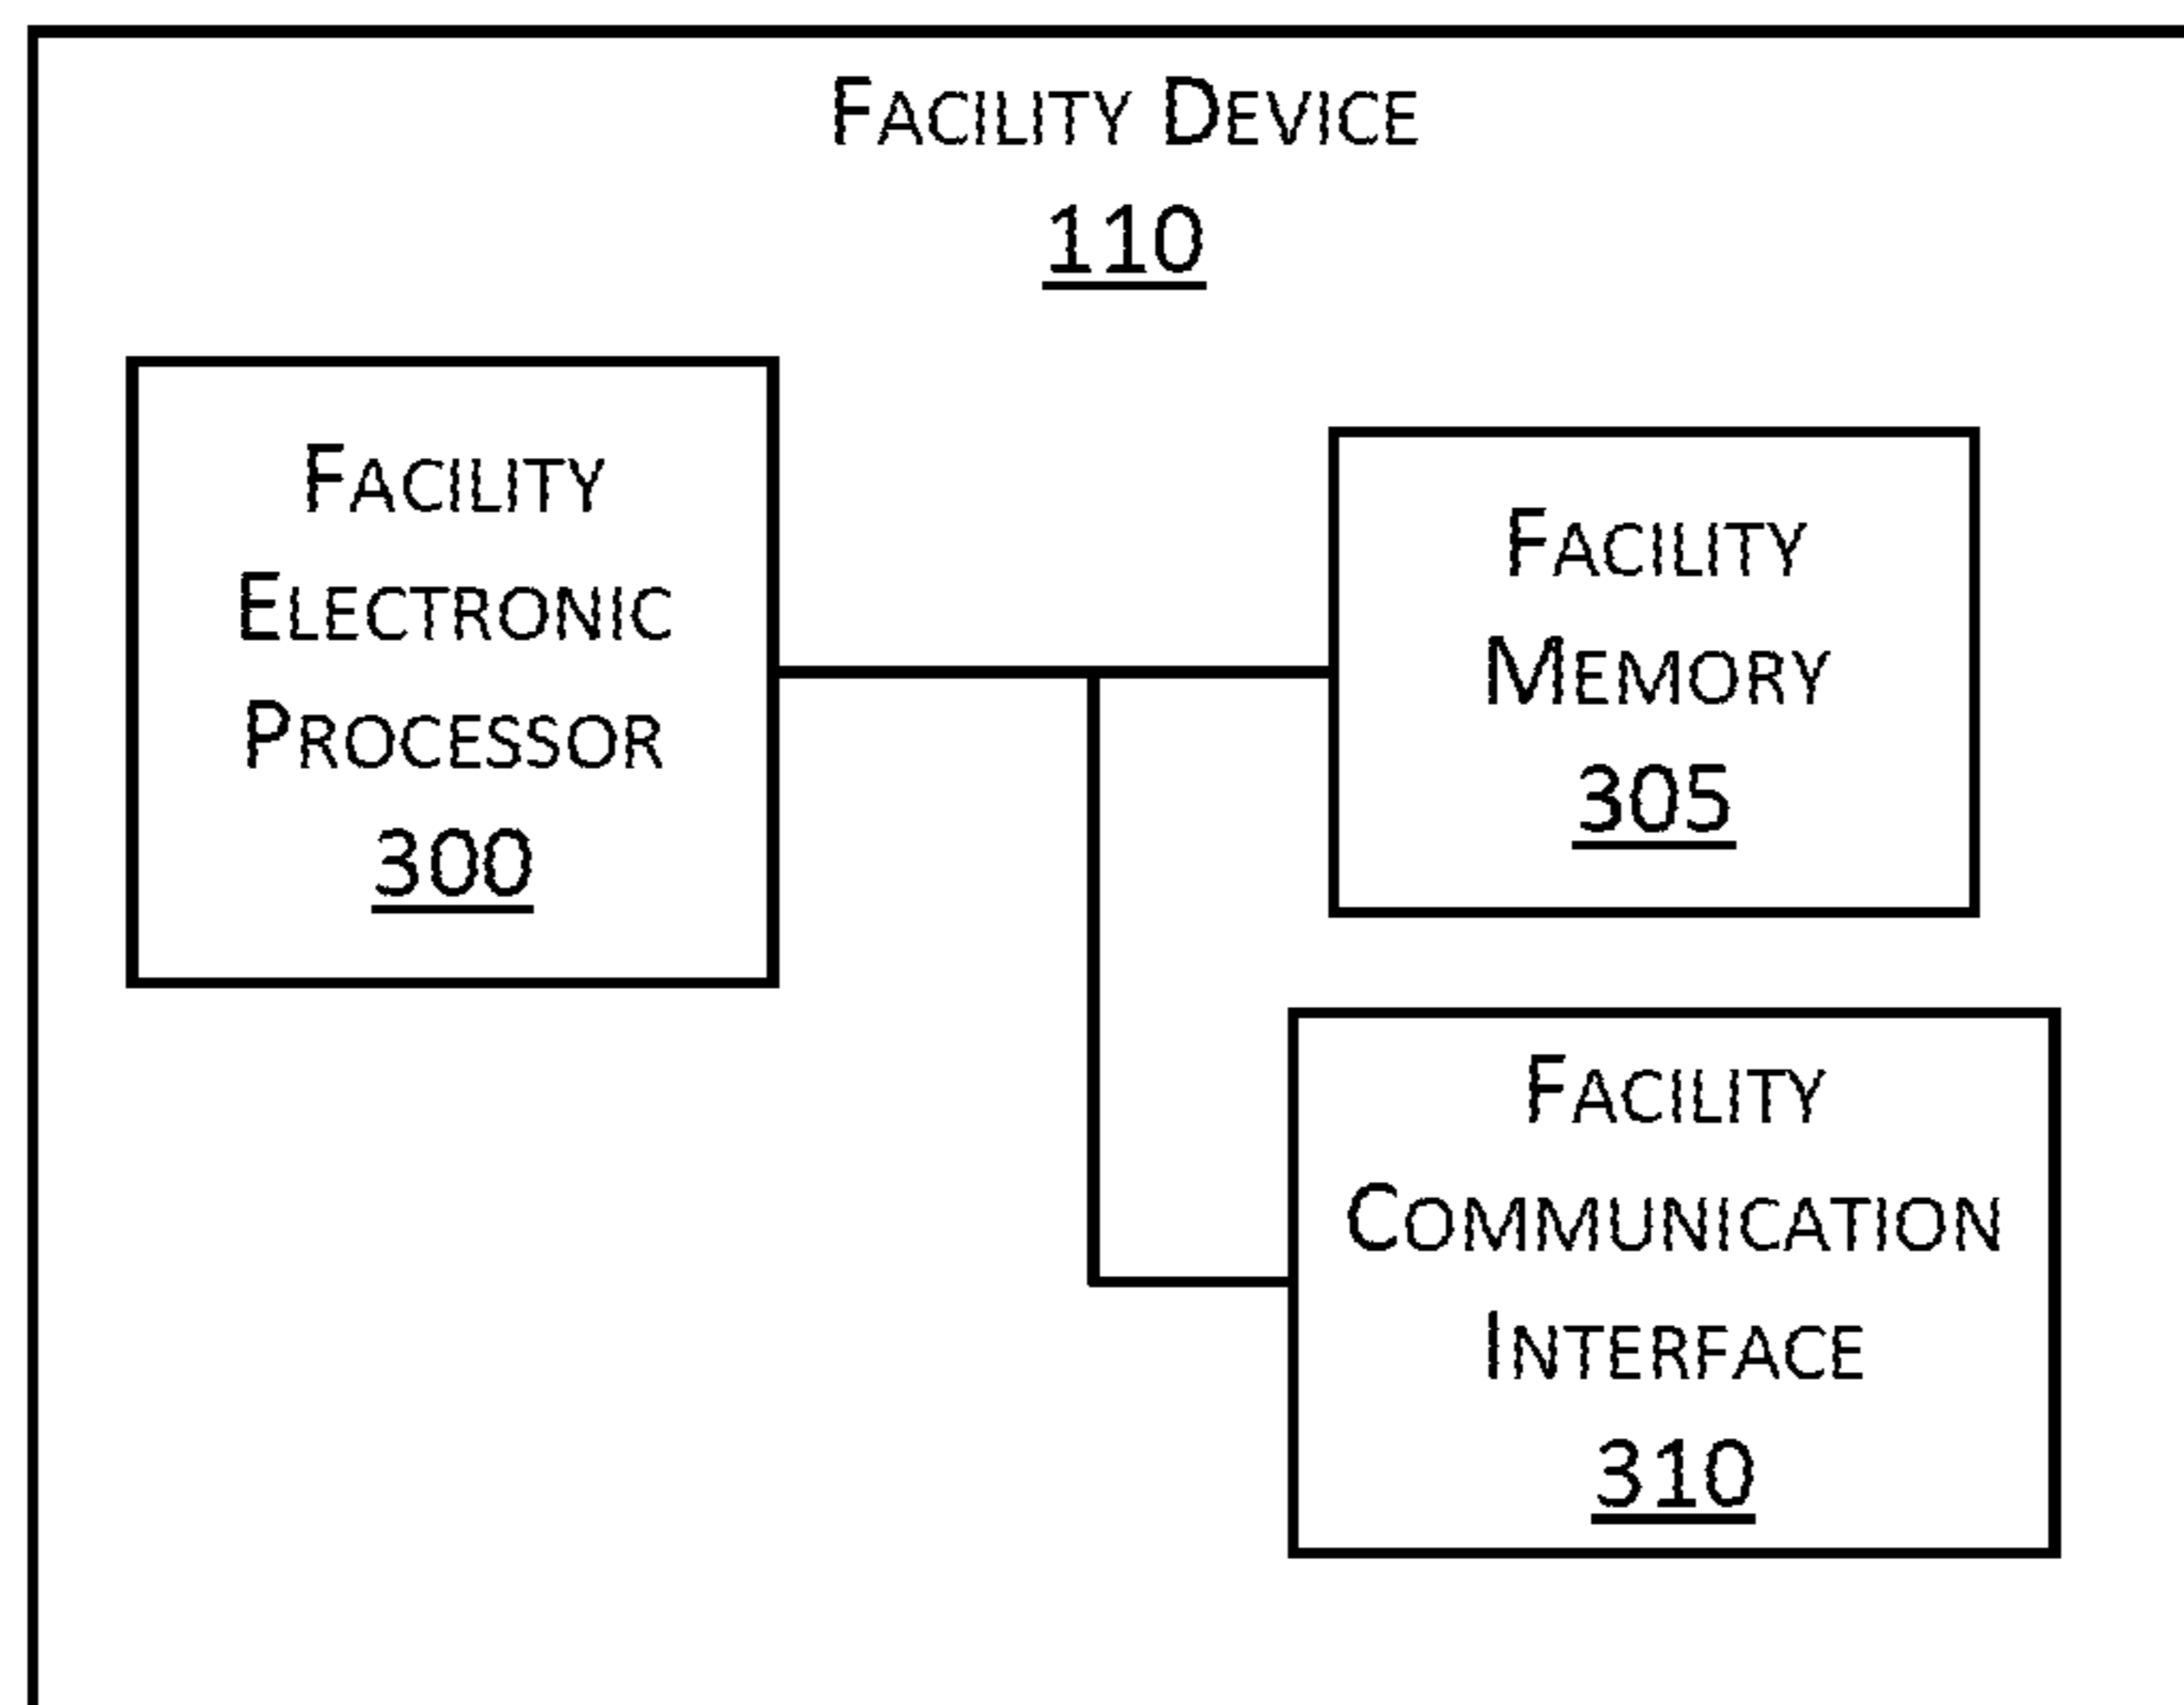 Facility Device
110
Facility
Electronic
Processor
300
Facility
Memory
305
Facility
Communication
Interface
310